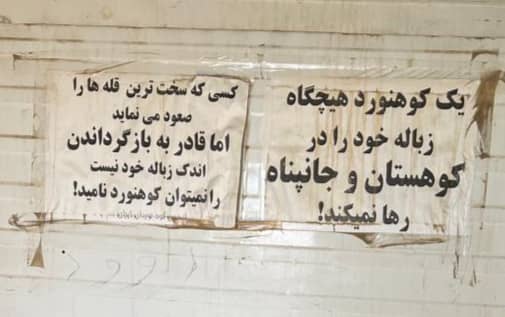 یک کوهنورد هیچگاه
زباله خود را در
کوهستان و جانپناه
رها نمیکند!
کسی که سخت ترین قله ها را
صعود می نماید
اما قادر به بازگرداندن
اندک زباله خود نیست
را نمیتوان کوهنورد نامید!